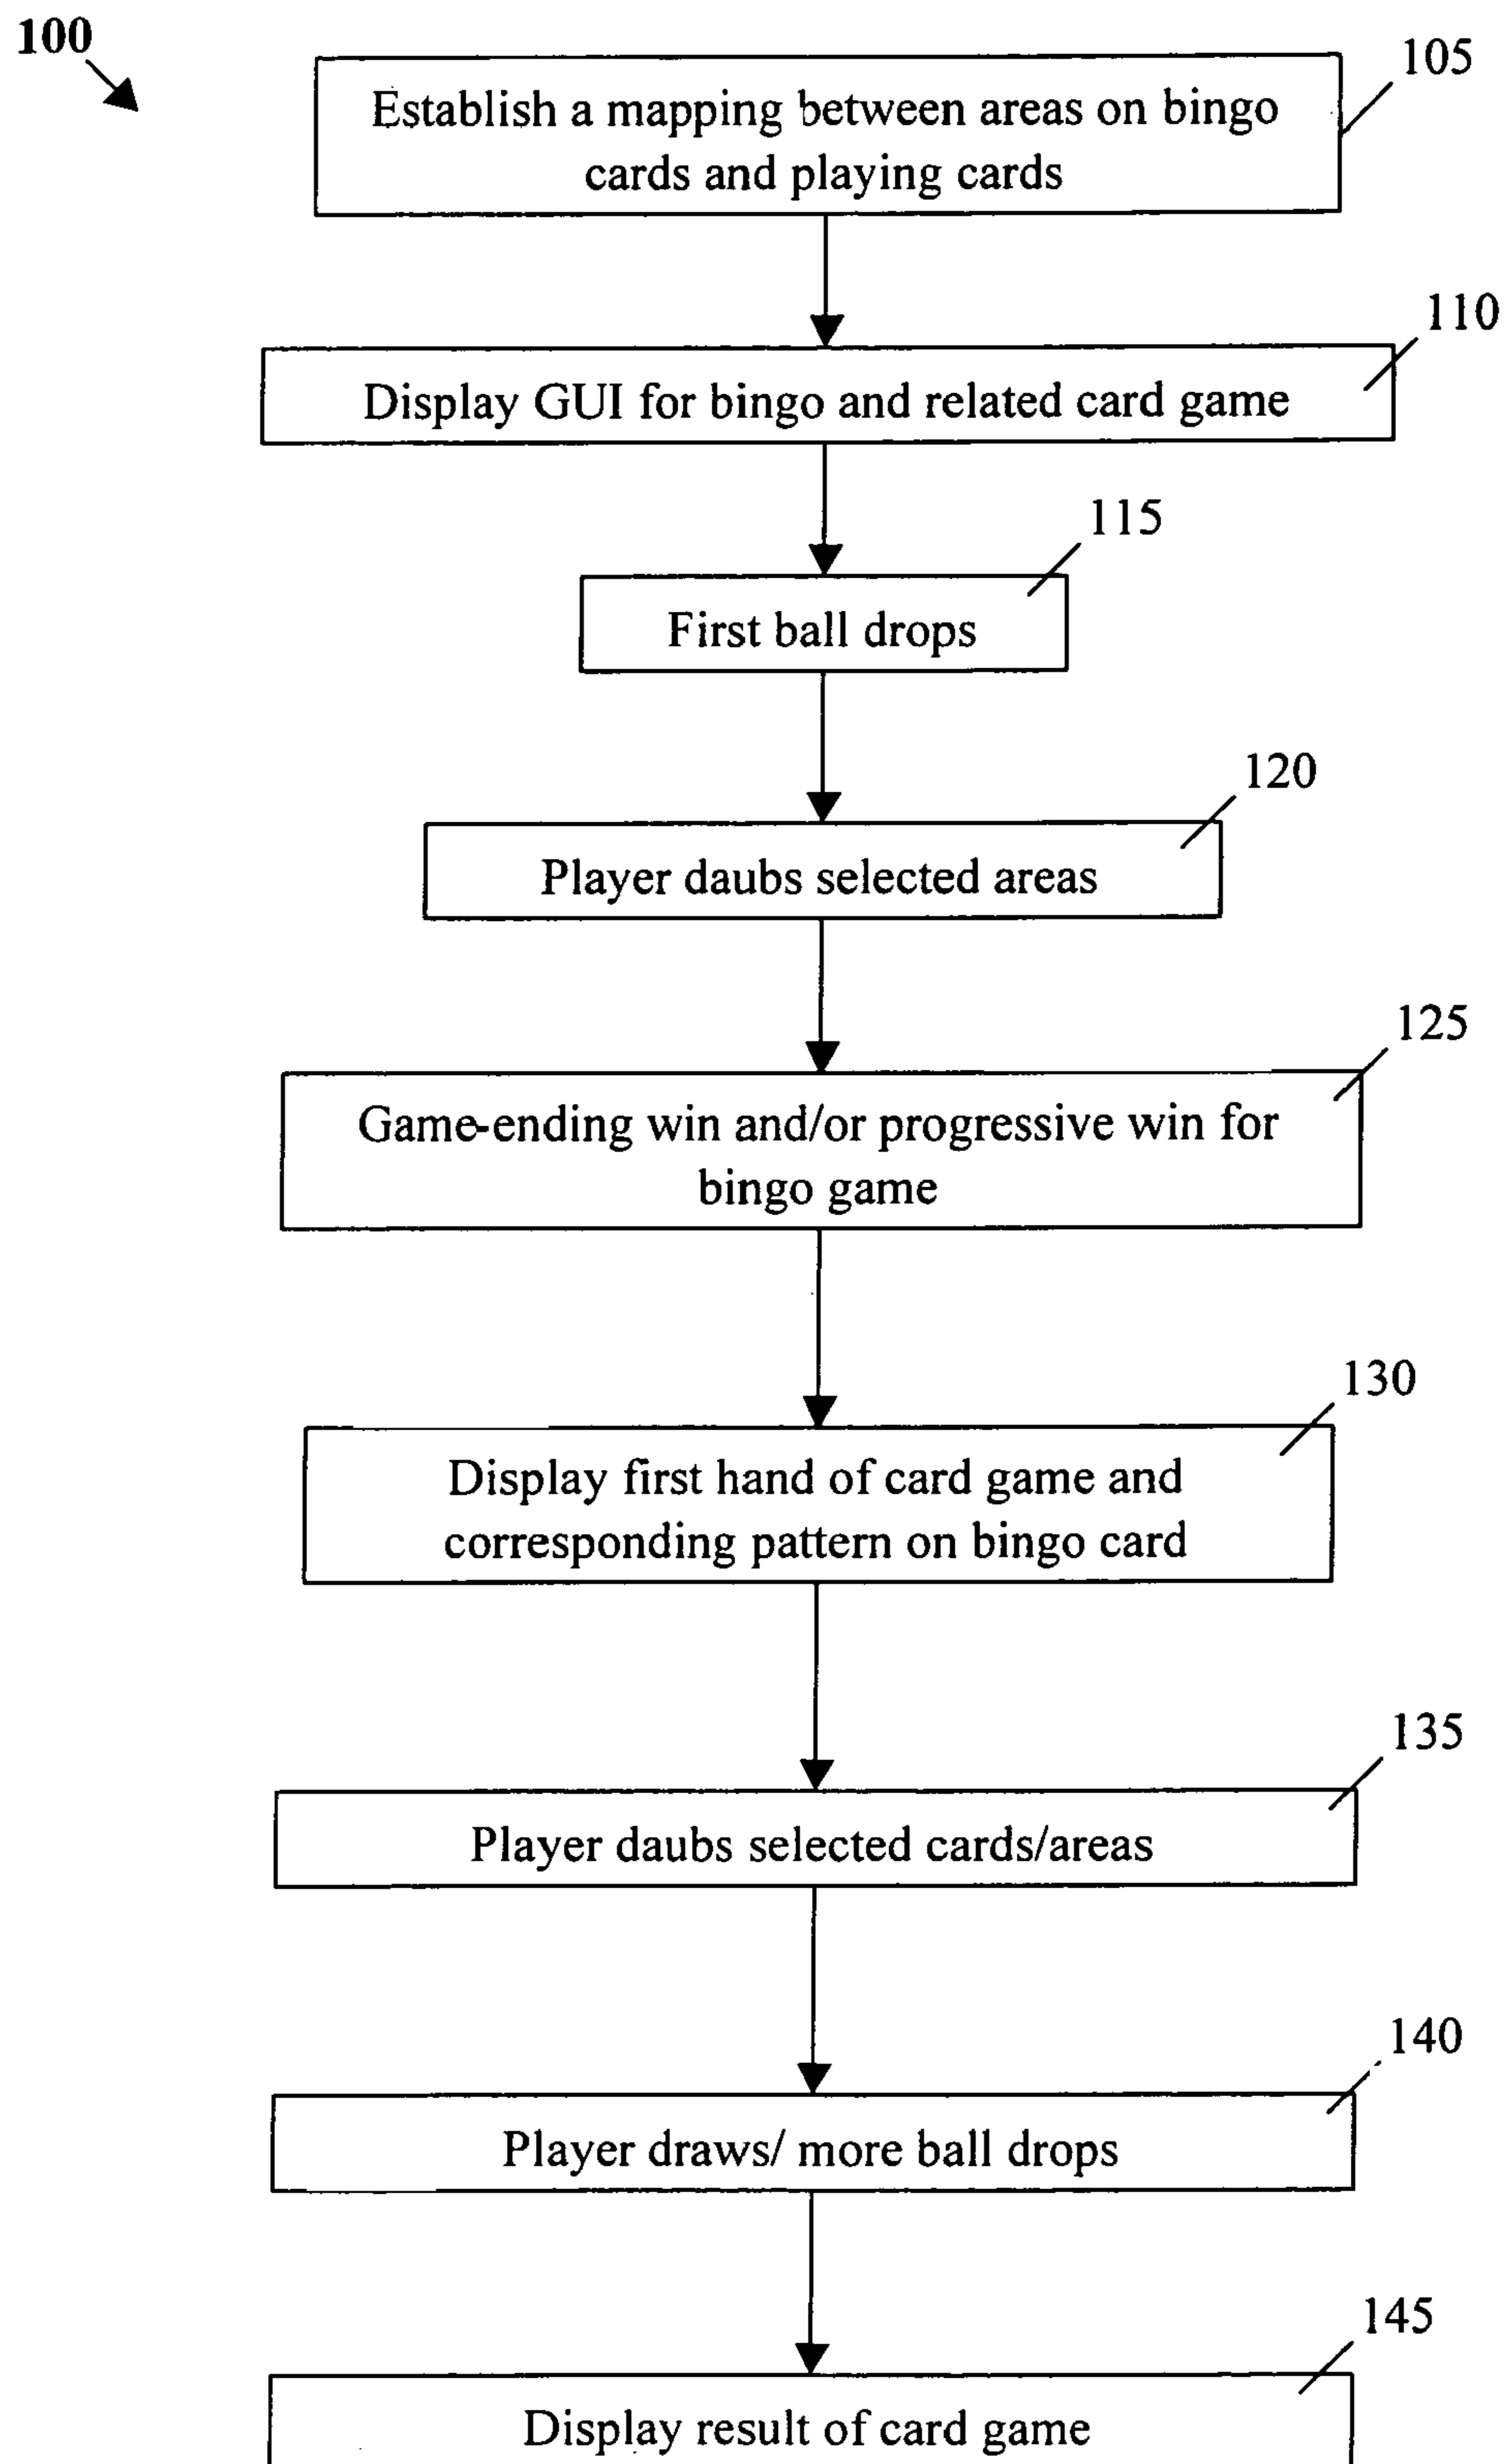 100
105
Establish a mapping between areas on bingo
cards and playing cards
110
Display GUI for bingo and related card game
115
First ball drops
120
Player daubs selected areas
125
Game-ending win and/or progressive win for
bingo game
130
Display first hand of card game and
corresponding pattern on bingo card
135
Player daubs selected cards/areas
140
Player draws/ more ball drops
145
Display result of card game